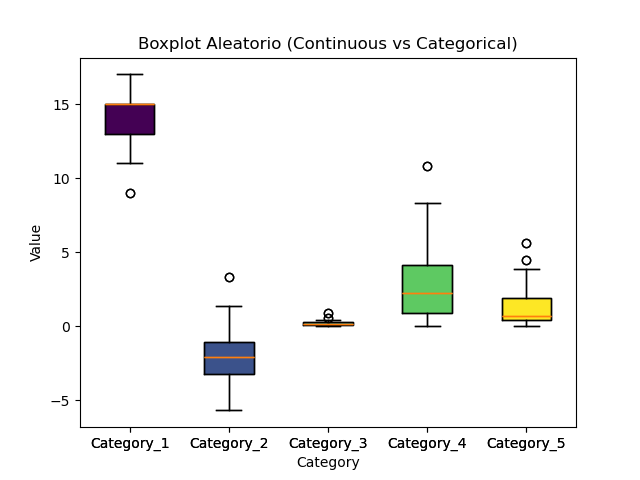 Boxplot Aleatorio (Continuous vs Categorical)
Value
15
10
5
0
−5
Category_1 Category_2 Category_3 Category_4 Category_5
Category